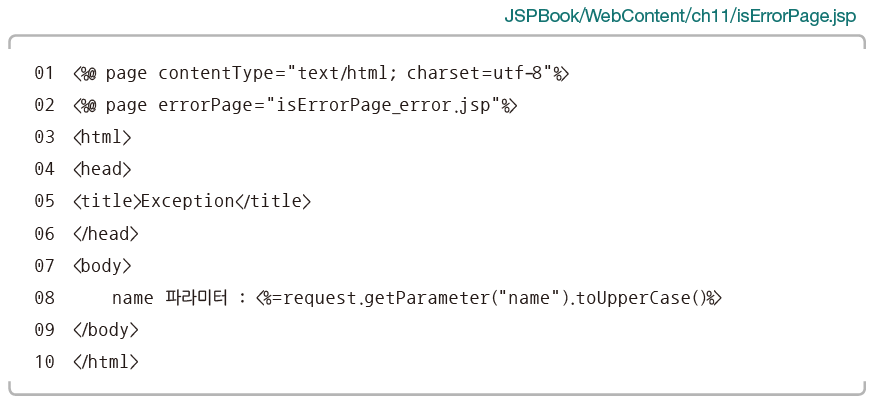 JSPBook/WebContent/ch11/isErrorPage.jsp
01 <%@ page contentType="text/html; charset=utf-8"%>
02 <%@ page errorPage="isErrorPage_error.jsp"%>
03 <html>
04 <head>
05 <title>Exception</title>
06 </head>
07 <body>
08 name 파라미터 : <%=request.getParameter("name").toUpperCase()%>
09 </body>
10 </html>